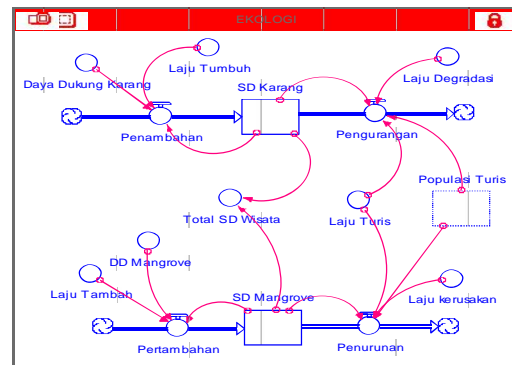 EKOLOGI
Laju Tumbuh
Daya Dukung Karang
SD Karang
Laju Degradasi
Penambahan
Pengurangan
Populasi Turis
Total SD Wisata
Laju Turis
DD Mangrove
Laju Tambah
SD Mangrove
Laju kerusakan
Pertambahan
Penurunan